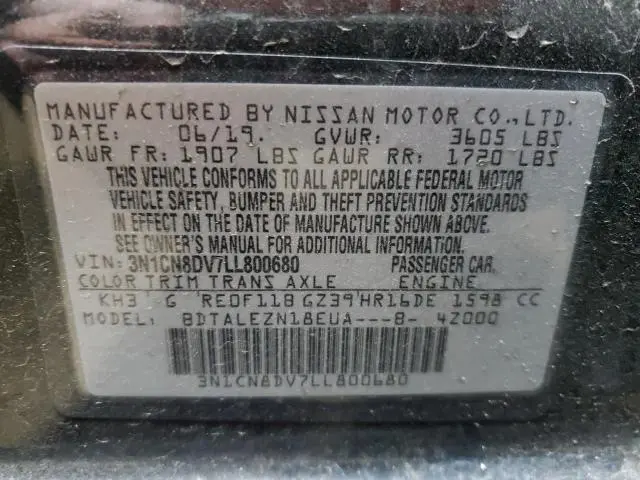 MANUFACTURED BY NISSAN MOTOR CO., LTD.
DATE: 06/19. GVWR: 3605 LBS
GAWR FR: 1907 LBS GAWR RR: 1720 LBS
THIS VEHICLE CONFORMS TO ALL APPLICABLE FEDERAL MOTOR
VEHICLE SAFETY, BUMPER AND THEFT PREVENTION STANDARDS
IN EFFECT ON THE DATE OF MANUFACTURE SHOWN ABOVE.
SEE OWNER'S MANUAL FOR ADDITIONAL INFORMATION
VIN: 3N1CN8DV7LL800680 PASSENGER CAR.
COLOR TRIM TRANS AXLE ENGINE
KH3 G RE0F11B GZ39 HR16DE 1598 CC
MODEL BDTALEZN18EUA---B- 42000
3N1CN8DV7LL800680